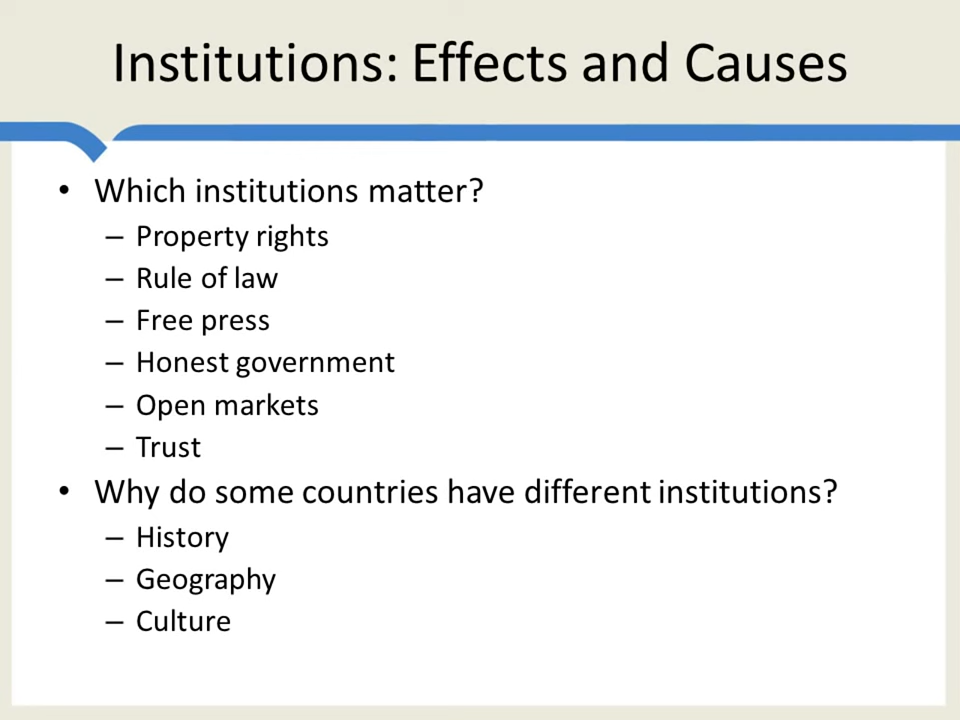 Institutions: Effects and Causes
• Which institutions matter?
– Property rights
– Rule of law
– Free press
– Honest government
– Open markets
– Trust
• Why do some countries have different institutions?
– History
– Geography
– Culture